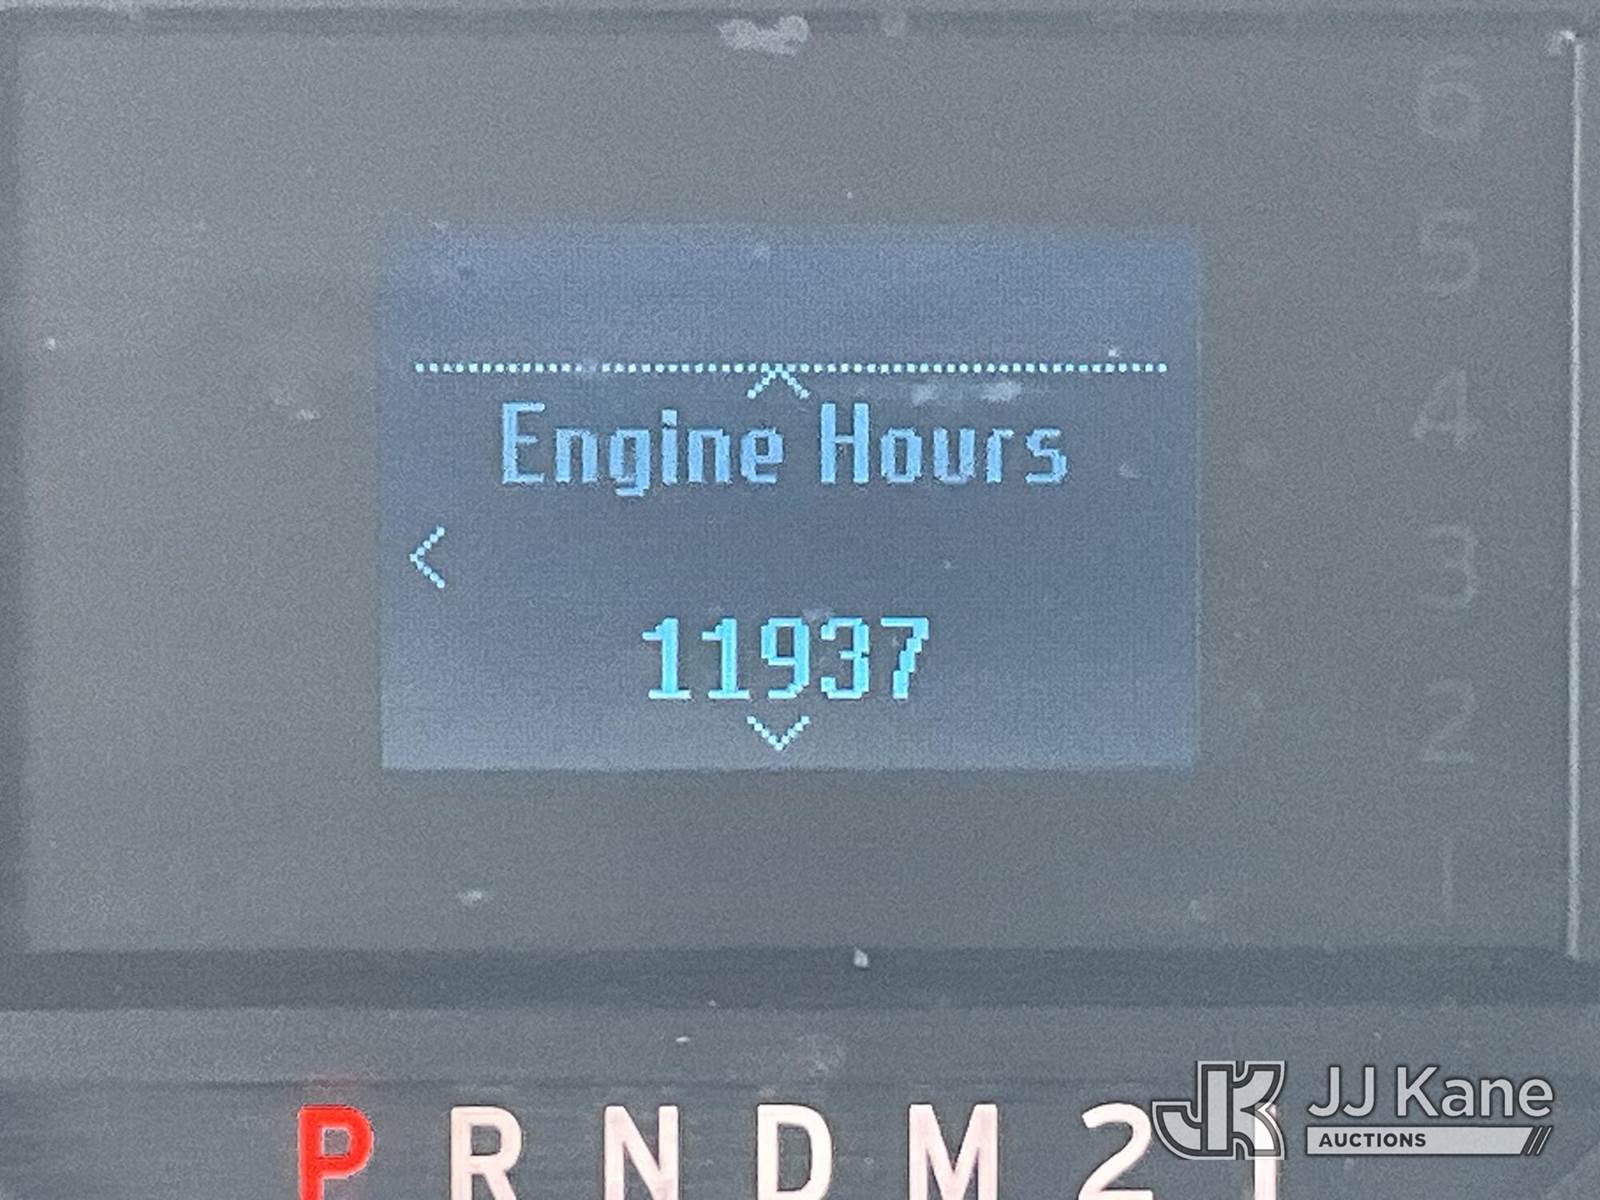 6
5
4
3
2
1
Engine Hours
11937
P R N D M 2 1
JJ Kane
AUCTIONS